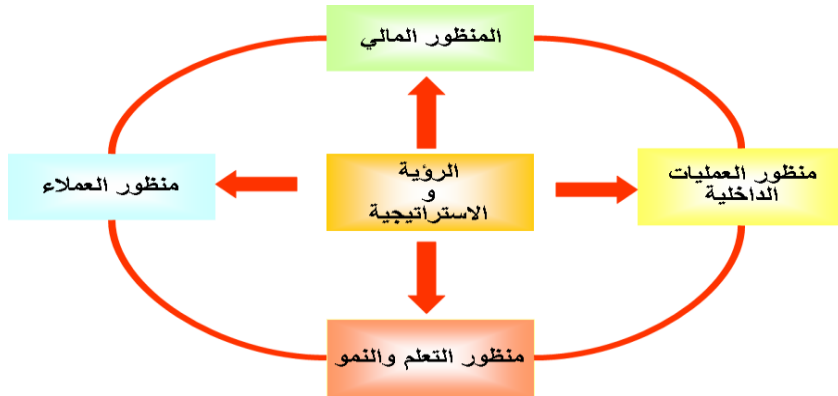 المنظور المالي
منظور العمليات
الداخلية
الرؤية
و
الاستراتيجية
منظور العملاء
منظور التعلم والنمو